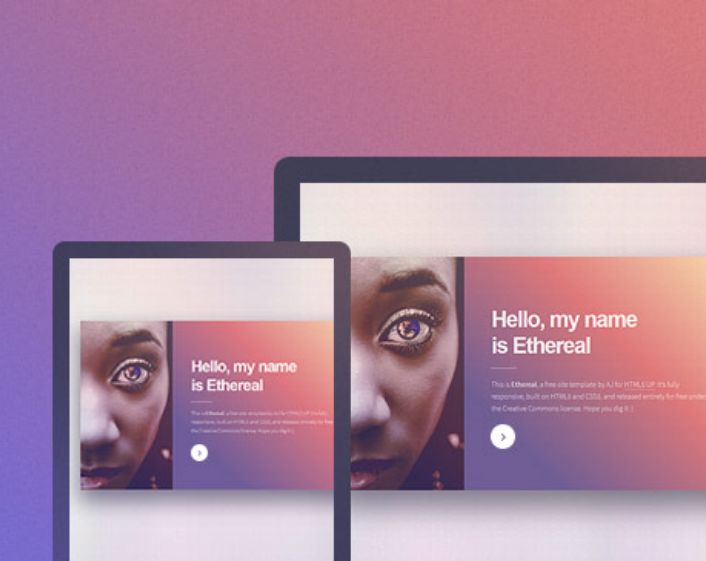 Hello, my name
is Ethereal
This is Ethereal, a free site template by AJ for HTML5 UP. It's fully
responsive, built on HTML5 and CSS3, and released entirely for free
the Creative Commons license. Hope you dig it :)
Hello, my name
is Ethereal
This is Ethereal, a free site template by AJ for HTML5 UP. It's fully
responsive, built on HTML5 and CSS3, and released entirely for free under
the Creative Commons license. Hope you dig it :)